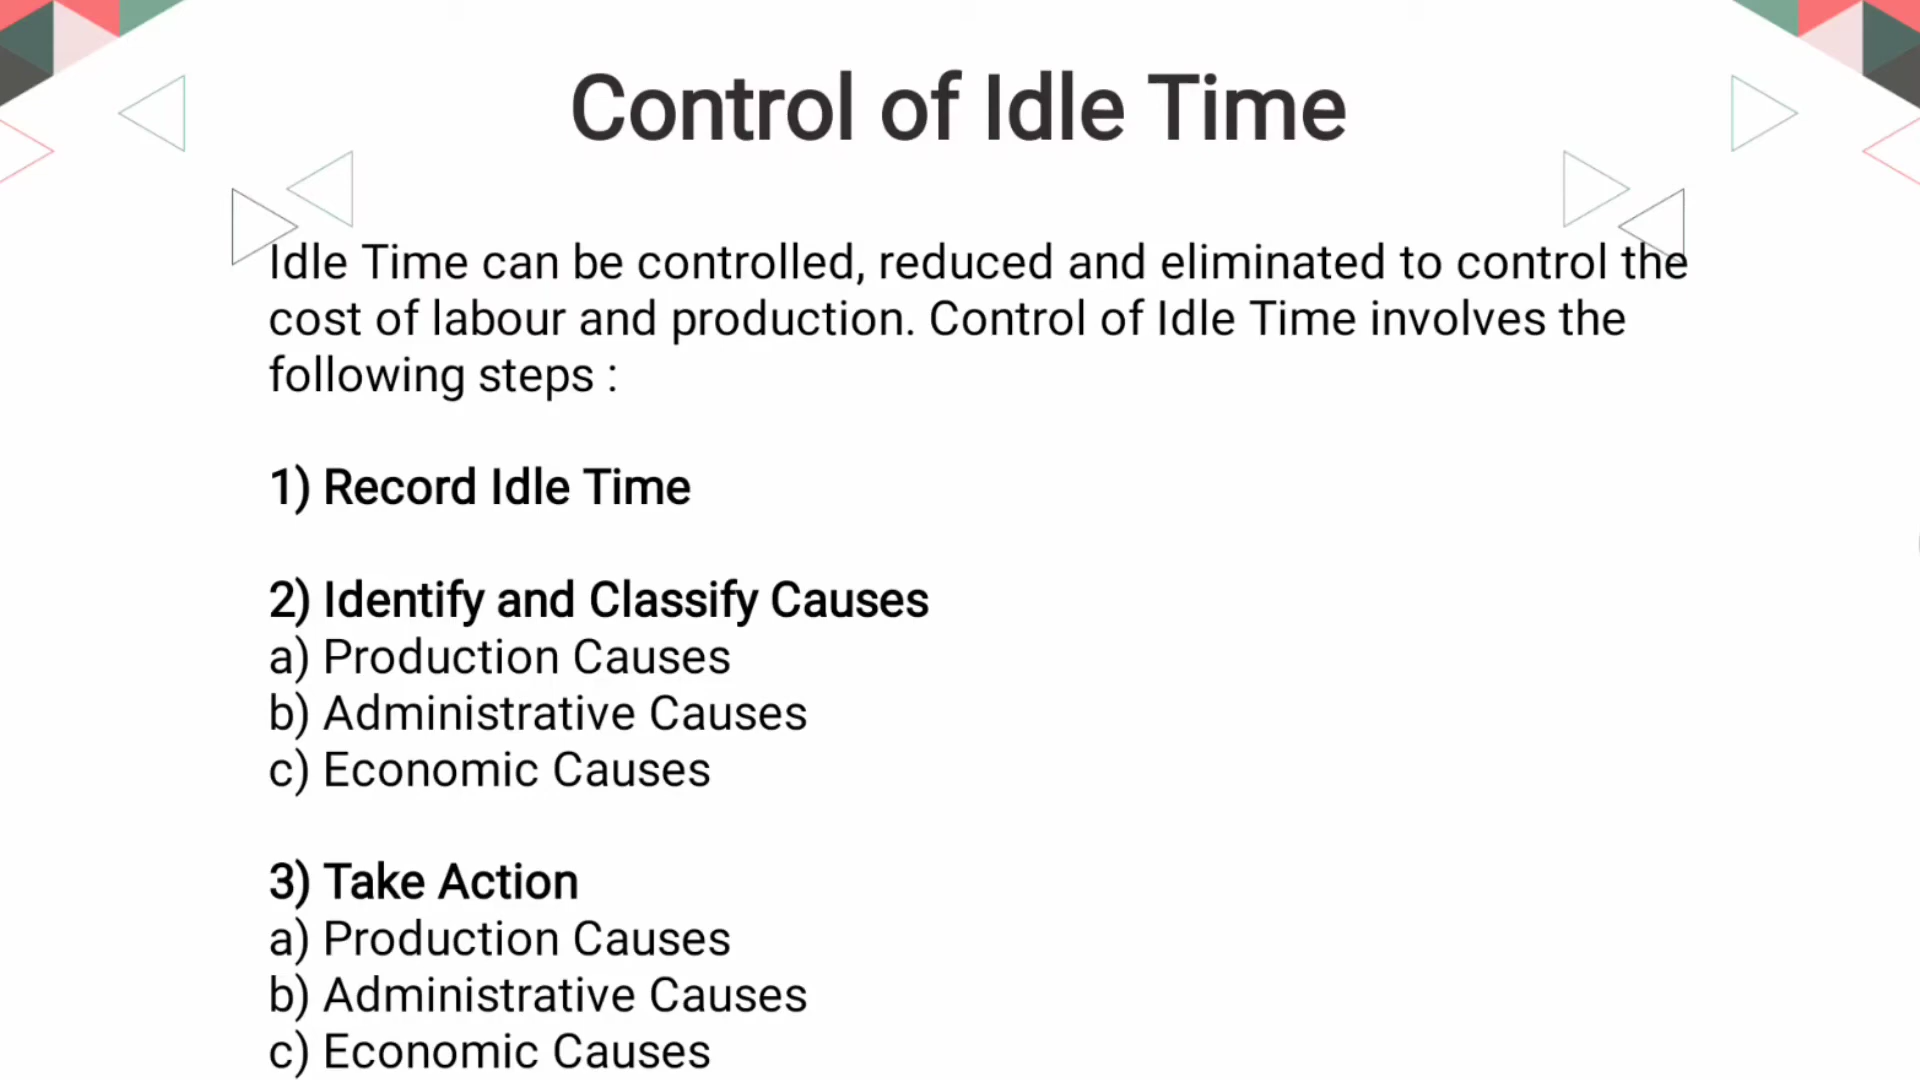 Control of Idle Time
Idle Time can be controlled, reduced and eliminated to control the
cost of labour and production. Control of Idle Time involves the
following steps :
1) Record Idle Time
2) Identify and Classify Causes
a) Production Causes
b) Administrative Causes
c) Economic Causes
3) Take Action
a) Production Causes
b) Administrative Causes
c) Economic Causes